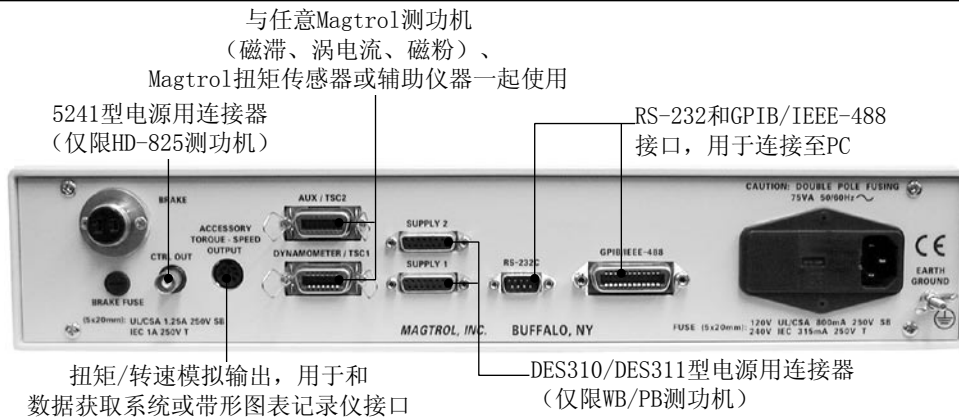 与任意Magtrol测功机
（磁滞、涡电流、磁粉）、
Magtrol扭矩传感器或辅助仪器一起使用
5241型电源用连接器
（仅限HD-825测功机）
RS-232和GPIB/IEEE-488
接口，用于连接至PC
BRAKE
AUX / TSC2
CAUTION: DOUBLE POLE FUSING
75VA 50/60Hz
ACCESSORY
TORQUE - SPEED
OUTPUT
SUPPLY 2
CTRL OUT
DYNAMOMETER / TSC1
SUPPLY 1
RS-232C
GPIB/IEEE-488
CE
EARTH
GROUND
BRAKE FUSE
(5x20mm): UL/CSA 1.25A 250V SB
IEC 1A 250V T
MAGTROL, INC. BUFFALO, NY
FUSE (5x20mm): 120V UL/CSA 800mA 250V SB
240V IEC 315mA 250V T
扭矩/转速模拟输出，用于和
数据获取系统或带形图表记录仪接口
DES310/DES311型电源用连接器
（仅限WB/PB测功机）